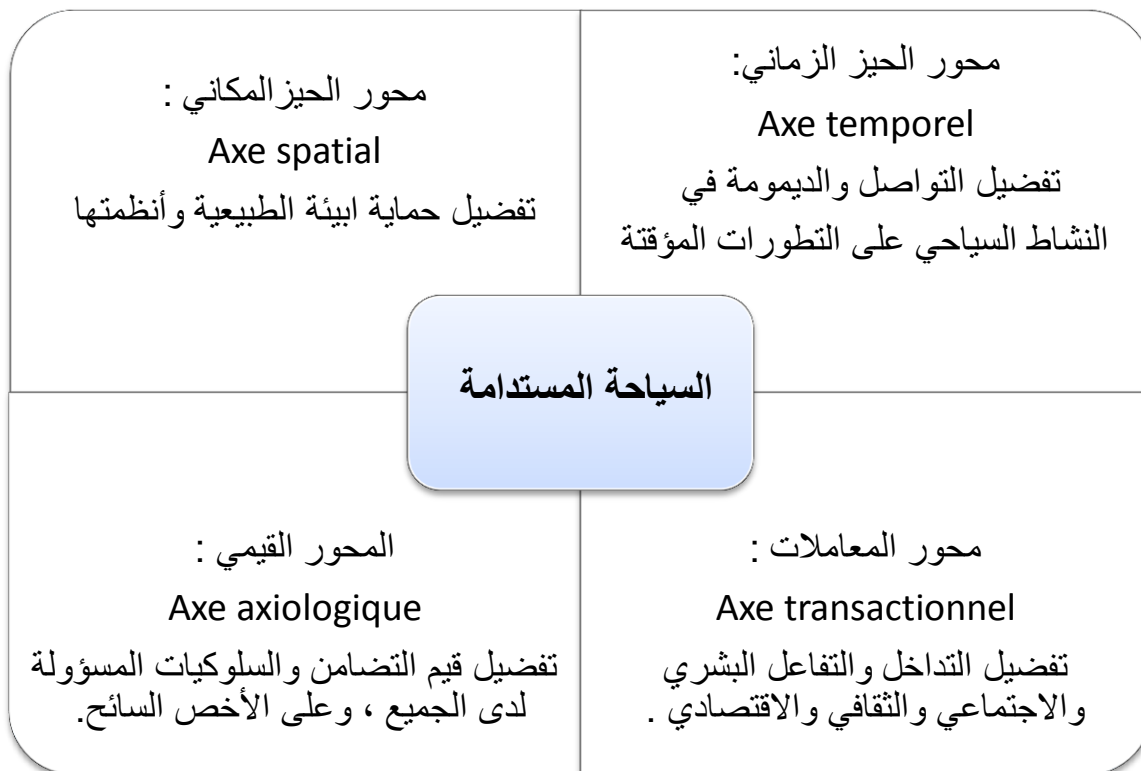 محور الحيز الزماني:
Axe temporel
تفضيل التواصل والديمومة في
النشاط السياحي على التطورات المؤقتة
محور الحيزالمكاني :
Axe spatial
تفضيل حماية ابيئة الطبيعية وأنظمتها
السياحة المستدامة
محور المعاملات :
Axe transactionnel
تفضيل التداخل والتفاعل البشري
والاجتماعي والثقافي والاقتصادي .
المحور القيمي :
Axe axiologique
تفضيل قيم التضامن والسلوكيات المسؤولة
لدى الجميع ، وعلى الأخص السائح.